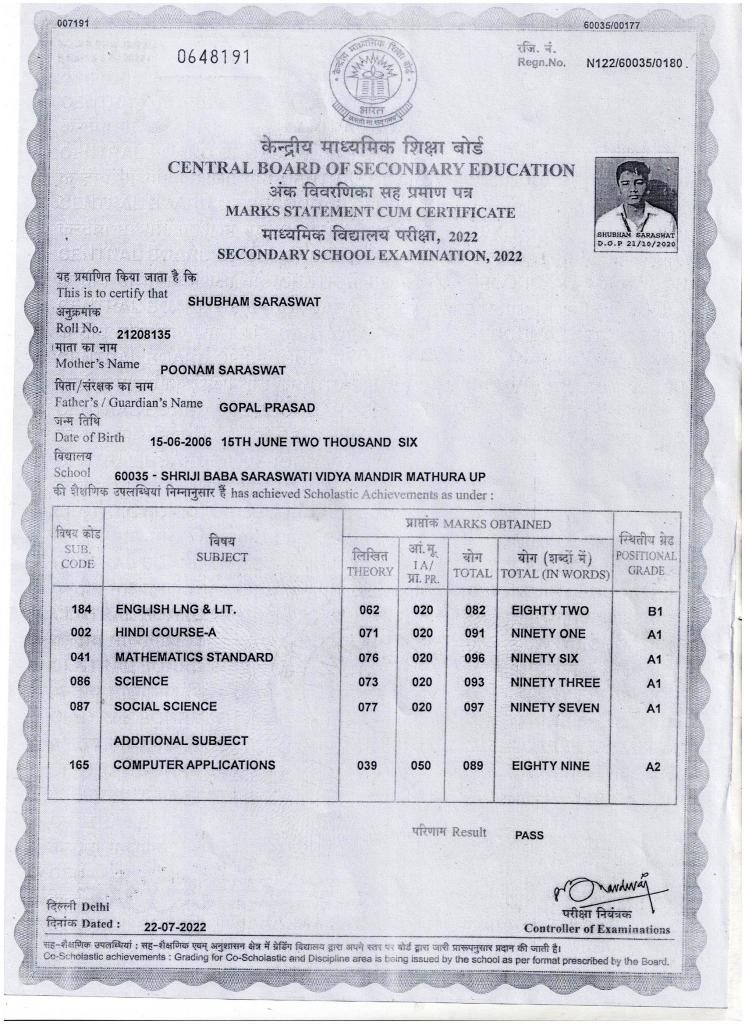 007191
60035/00177
0648191
रजि. नं.
Regn.No. N122/60035/0180 .
केन्द्रीय माध्यमिक शिक्षा बोर्ड
भारत
केन्द्रीय माध्यमिक शिक्षा बोर्ड
CENTRAL BOARD OF SECONDARY EDUCATION
अंक विवरणिका सह प्रमाण पत्र
MARKS STATEMENT CUM CERTIFICATE
माध्यमिक विद्यालय परीक्षा, 2022
SECONDARY SCHOOL EXAMINATION, 2022
SHUBHAM SARASWAT
D.O.P 21/10/2020
यह प्रमाणित किया जाता है कि
This is to certify that SHUBHAM SARASWAT
अनुक्रमांक
Roll No. 21208135
माता का नाम
Mother's Name POONAM SARASWAT
पिता/संरक्षक का नाम
Father's / Guardian's Name GOPAL PRASAD
जन्म तिथि
Date of Birth 15-06-2006 15TH JUNE TWO THOUSAND SIX
विद्यालय
School 60035 - SHRIJI BABA SARASWATI VIDYA MANDIR MATHURA UP
की शैक्षणिक उपलब्धियां निम्नानुसार हैं has achieved Scholastic Achievements as under :
विषय कोड
SUB.
CODE
विषय
SUBJECT
प्राप्तांक MARKS OBTAINED
लिखित
THEORY
आं.मू.
I A/
प्रा. PR.
योग
TOTAL
योग (शब्दों में)
TOTAL (IN WORDS)
स्थितीय ग्रेड
POSITIONAL
GRADE
184 ENGLISH LNG & LIT. 062 020 082 EIGHTY TWO B1
002 HINDI COURSE-A 071 020 091 NINETY ONE A1
041 MATHEMATICS STANDARD 076 020 096 NINETY SIX A1
086 SCIENCE 073 020 093 NINETY THREE A1
087 SOCIAL SCIENCE 077 020 097 NINETY SEVEN A1
ADDITIONAL SUBJECT
165 COMPUTER APPLICATIONS 039 050 089 EIGHTY NINE A2
परिणाम Result PASS
दिल्ली Delhi
दिनांक Dated : 22-07-2022
परीक्षा नियंत्रक
Controller of Examinations
सह-शैक्षणिक उपलब्धियां : सह-शैक्षणिक एवम् अनुशासन क्षेत्र में ग्रेडिंग विद्यालय द्वारा अपने स्तर पर बोर्ड द्वारा जारी प्रारूपनुसार प्रदान की जाती है।
Co-Scholastic achievements : Grading for Co-Scholastic and Discipline area is being issued by the school as per format prescribed by the Board.